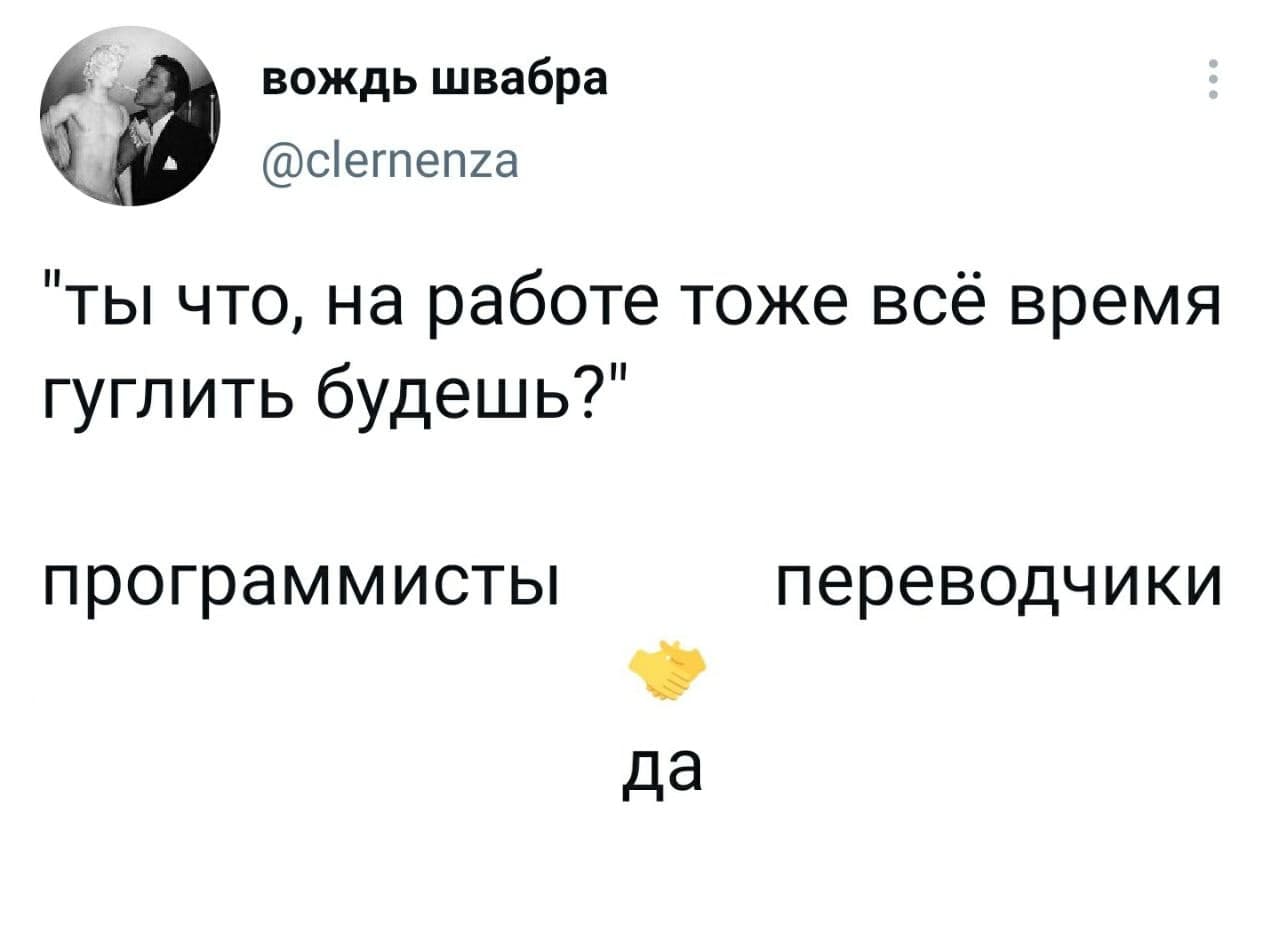 вождь швабра
@clernenza
"ты что, на работе тоже всё время
гуглить будешь?"
программисты переводчики
🤝
да